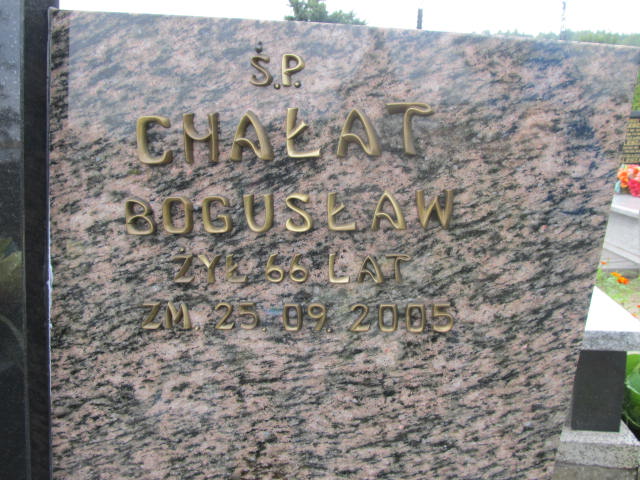 Ś.P.
CHAŁAT
BOGUSŁAW
ŻYŁ 66 LAT
ZM. 25.09.2005